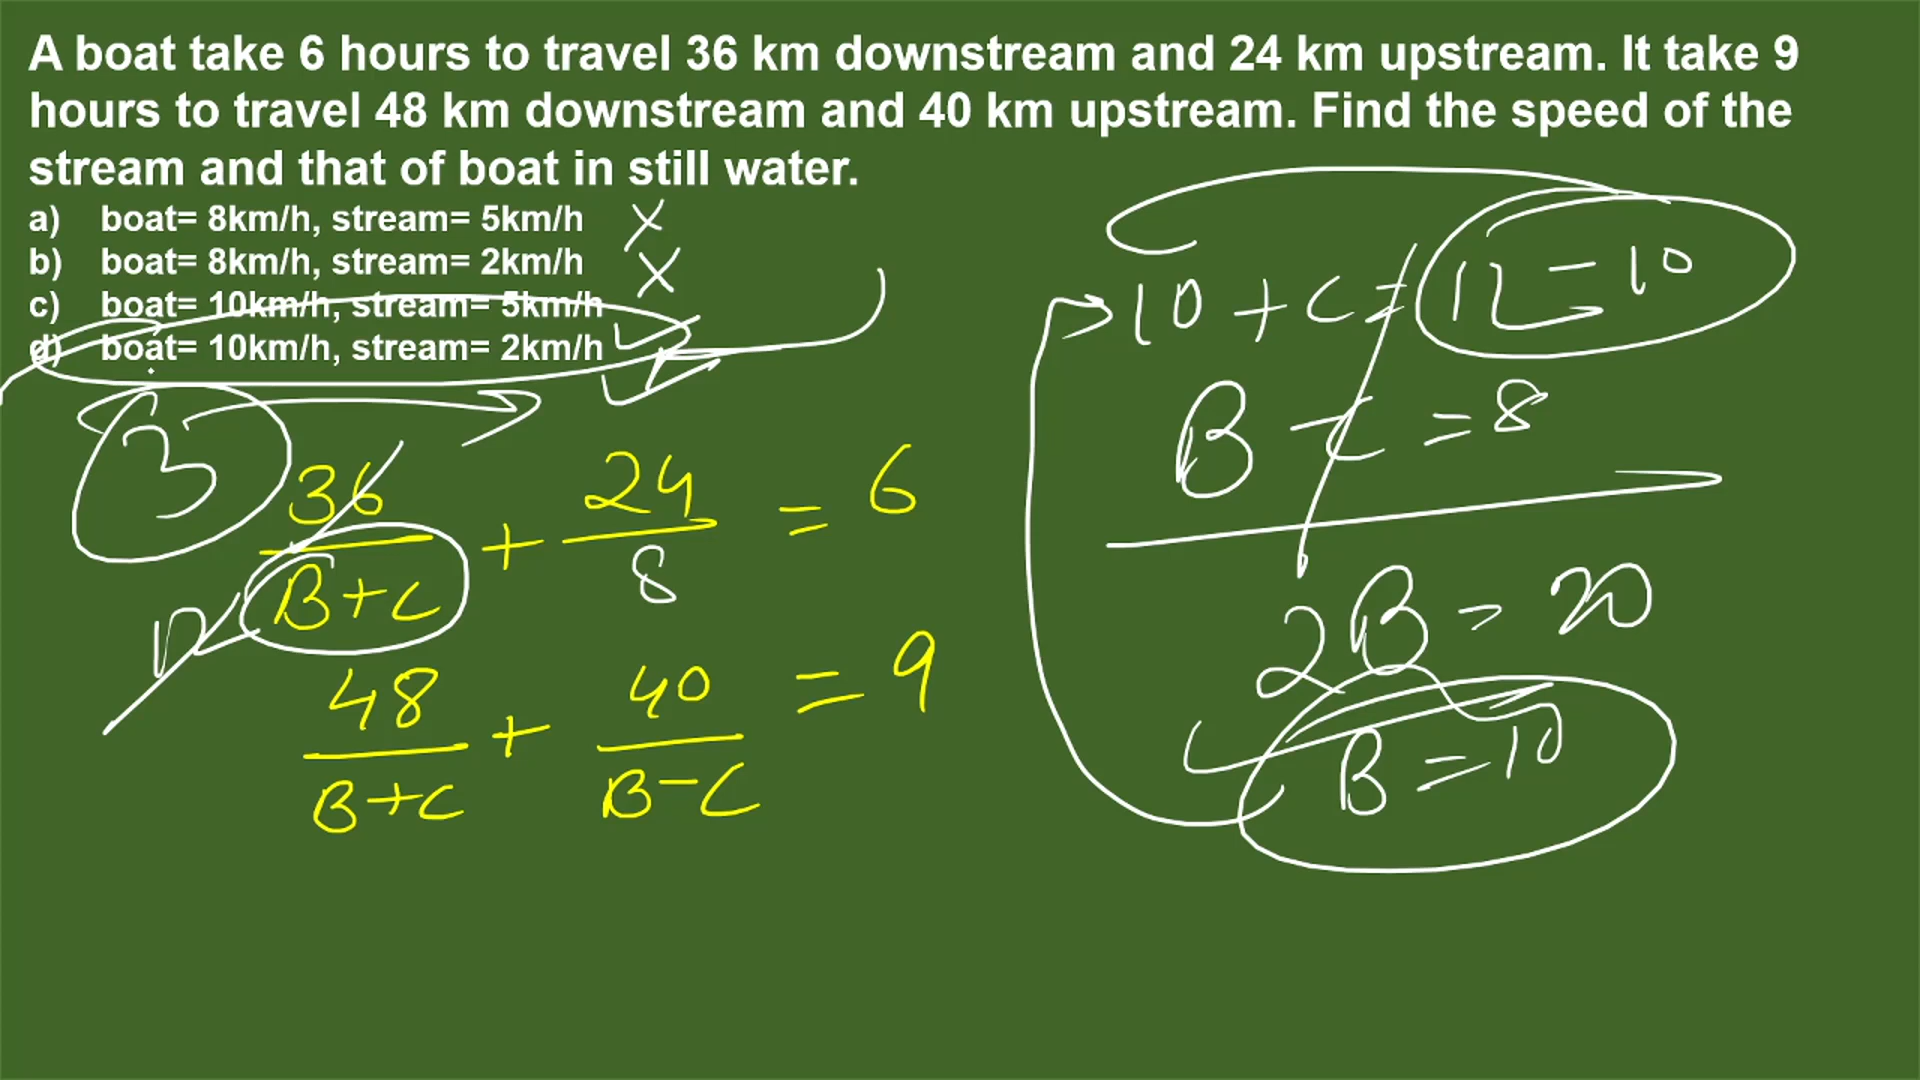 A boat take 6 hours to travel 36 km downstream and 24 km upstream. It take 9
hours to travel 48 km downstream and 40 km upstream. Find the speed of the
stream and that of boat in still water.
a) boat= 8km/h, stream= 5km/h
b) boat= 8km/h, stream= 2km/h
c) boat= 10km/h, stream= 5km/h
d) boat= 10km/h, stream= 2km/h
3
36/B+C + 24/8 = 6
12
48/B+C + 40/B-C = 9
10 + C = 12 - 10
B - C = 8
2B = 20
B = 10